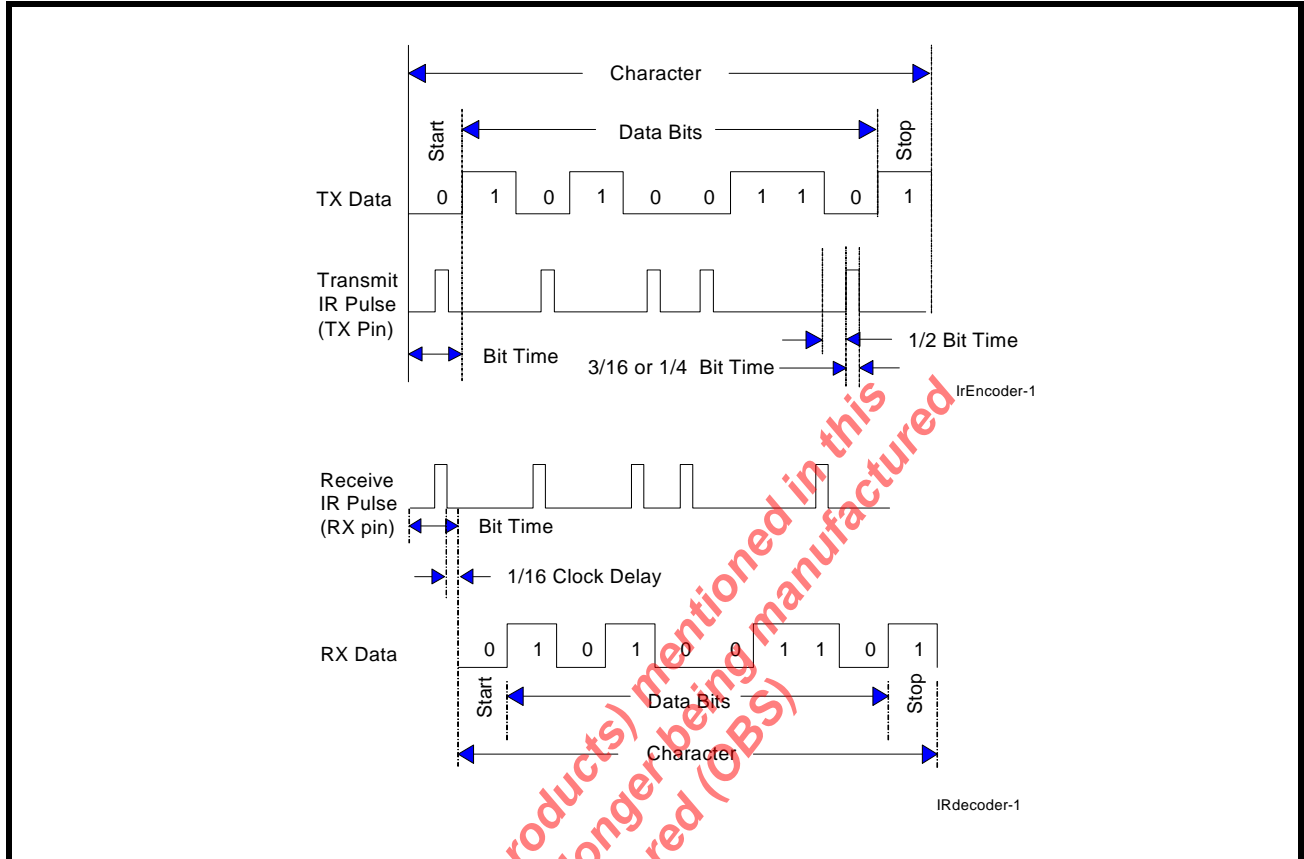 Character
Start
Data Bits
Stop
TX Data
0 1 0 1 0 0 1 1 0 1
Transmit
IR Pulse
(TX Pin)
Bit Time
1/2 Bit Time
3/16 or 1/4 Bit Time
IrEncoder-1
Receive
IR Pulse
(RX pin)
Bit Time
1/16 Clock Delay
RX Data
0 1 0 1 0 0 1 1 0 1
Start
Data Bits
Stop
Character
IRdecoder-1
roducts) mentioned in this
longer being manufactured
red (OBS)